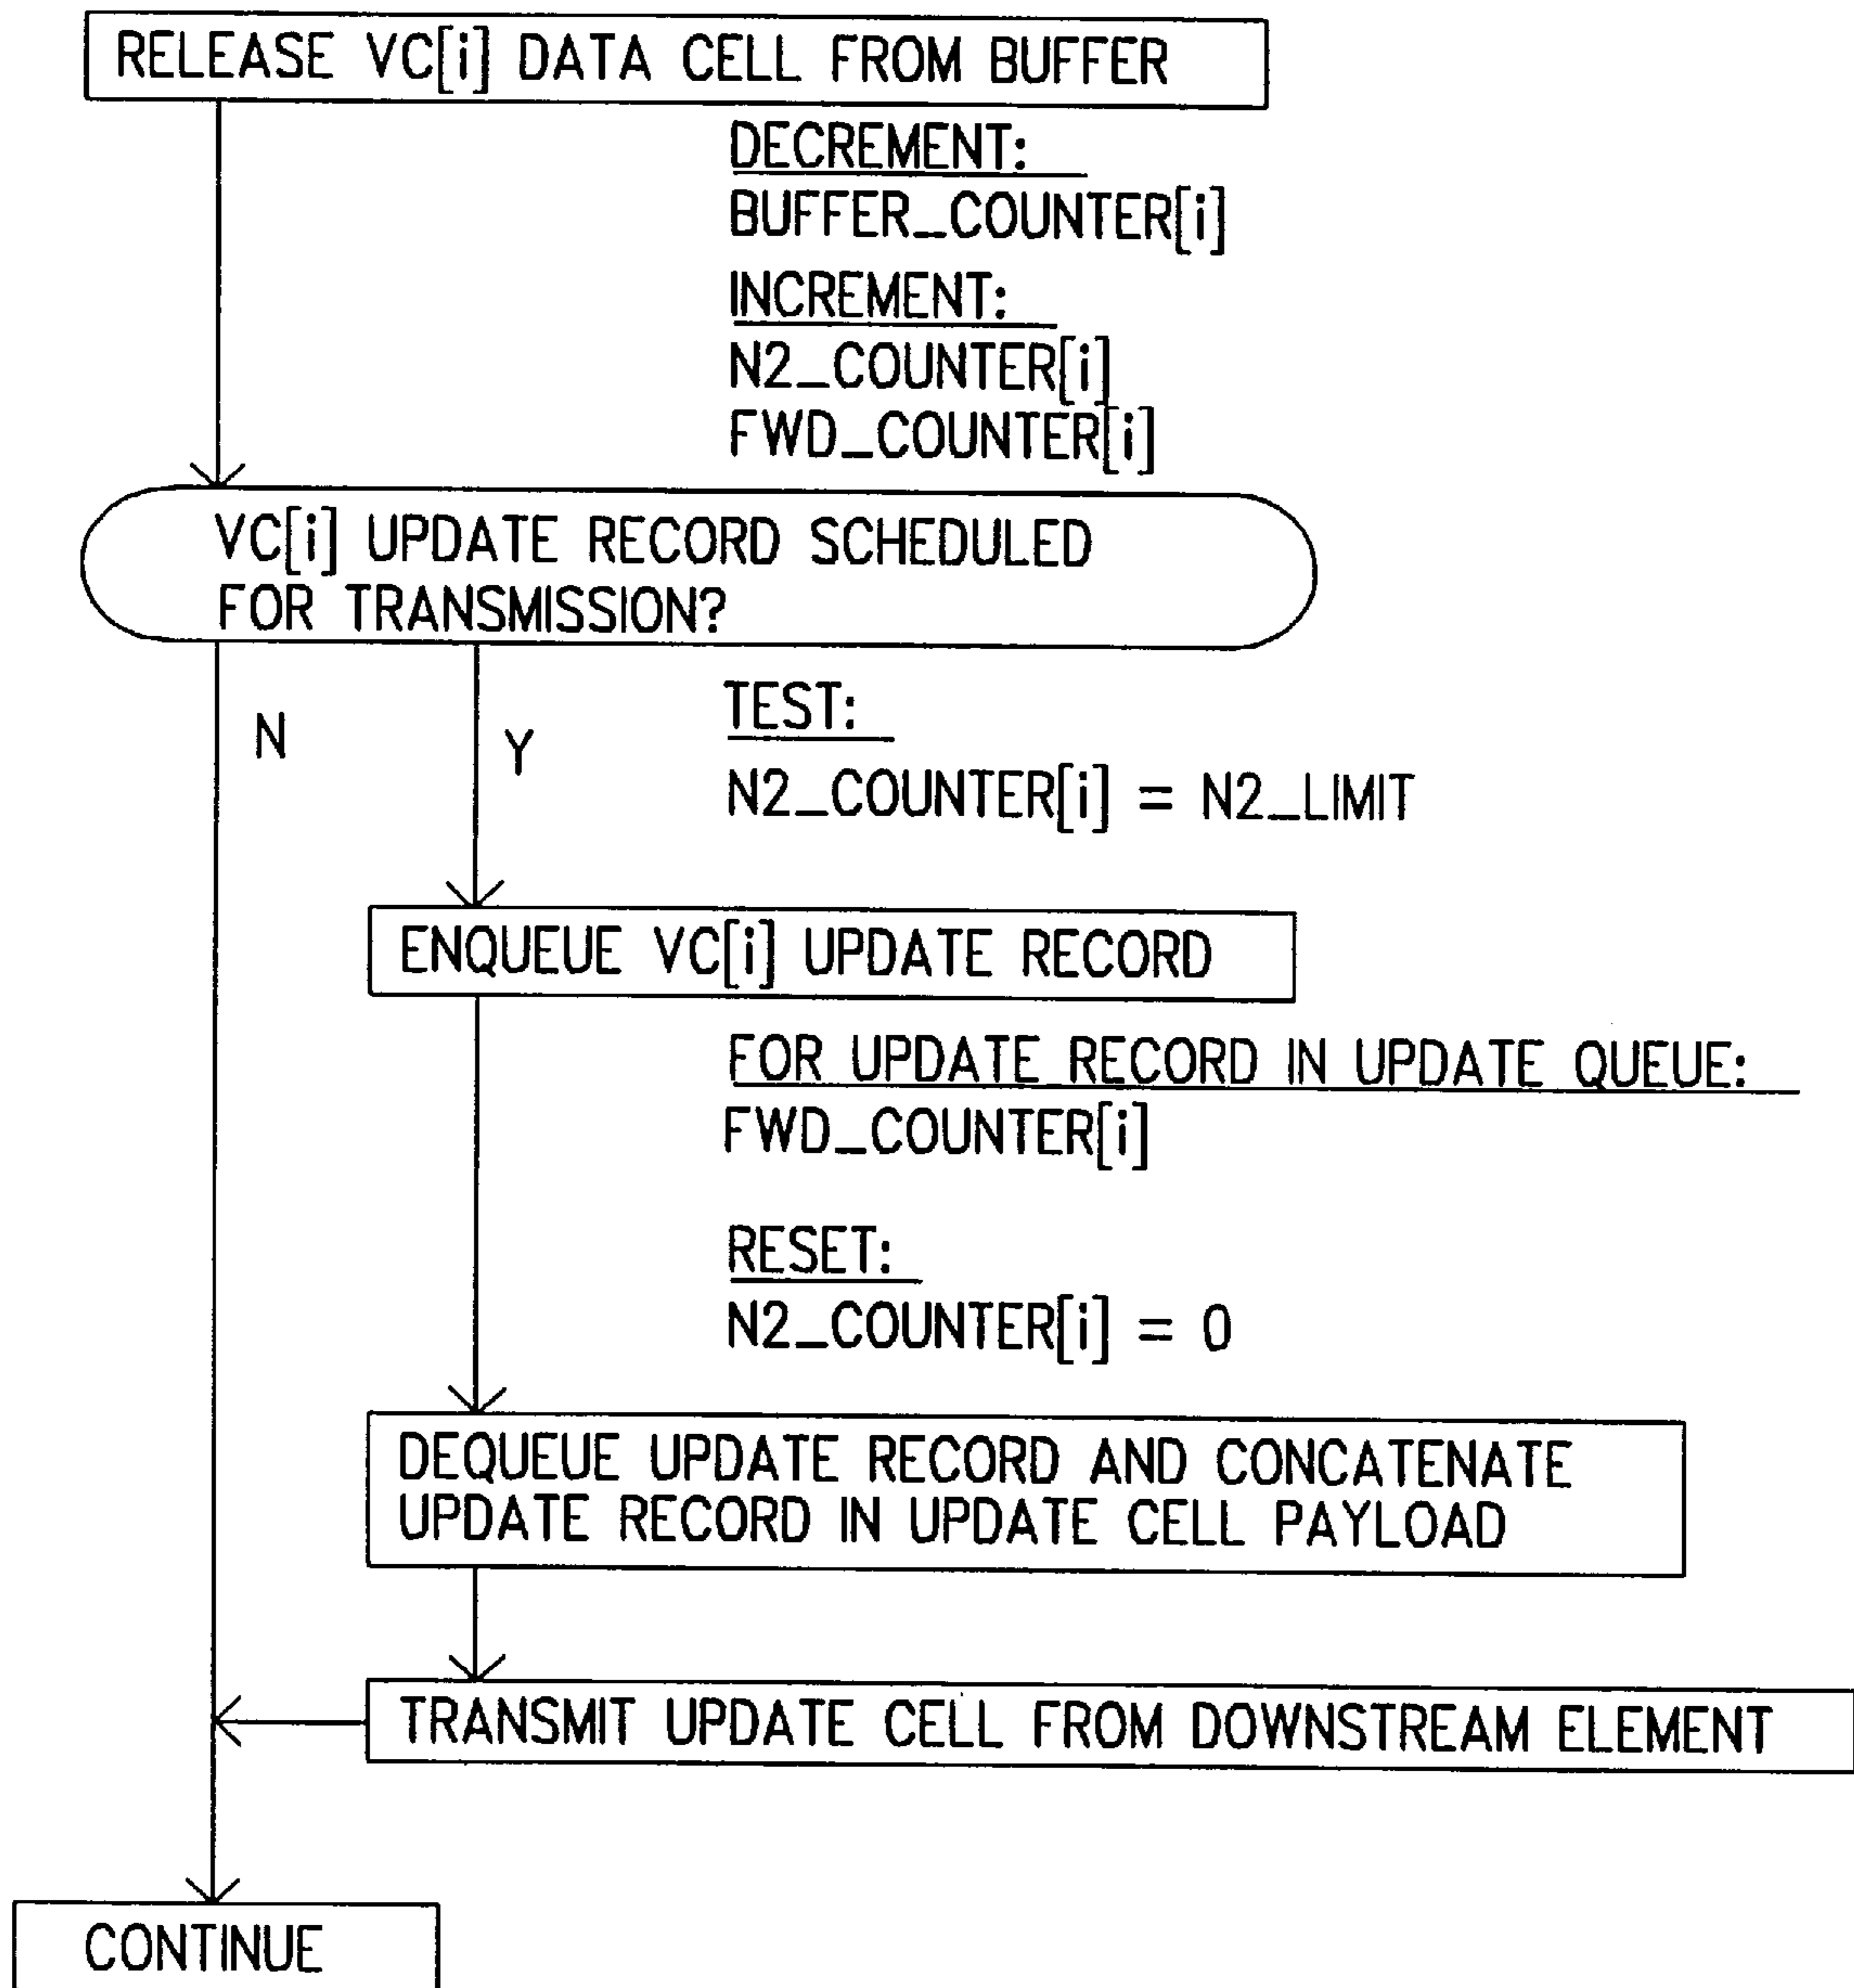 RELEASE VC[i] DATA CELL FROM BUFFER
DECREMENT:
BUFFER_COUNTER[i]
INCREMENT:
N2_COUNTER[i]
FWD_COUNTER[i]
VC[i] UPDATE RECORD SCHEDULED
FOR TRANSMISSION?
N
Y
TEST:
N2_COUNTER[i] = N2_LIMIT
ENQUEUE VC[i] UPDATE RECORD
FOR UPDATE RECORD IN UPDATE QUEUE:
FWD_COUNTER[i]
RESET:
N2_COUNTER[i] = 0
DEQUEUE UPDATE RECORD AND CONCATENATE
UPDATE RECORD IN UPDATE CELL PAYLOAD
TRANSMIT UPDATE CELL FROM DOWNSTREAM ELEMENT
CONTINUE